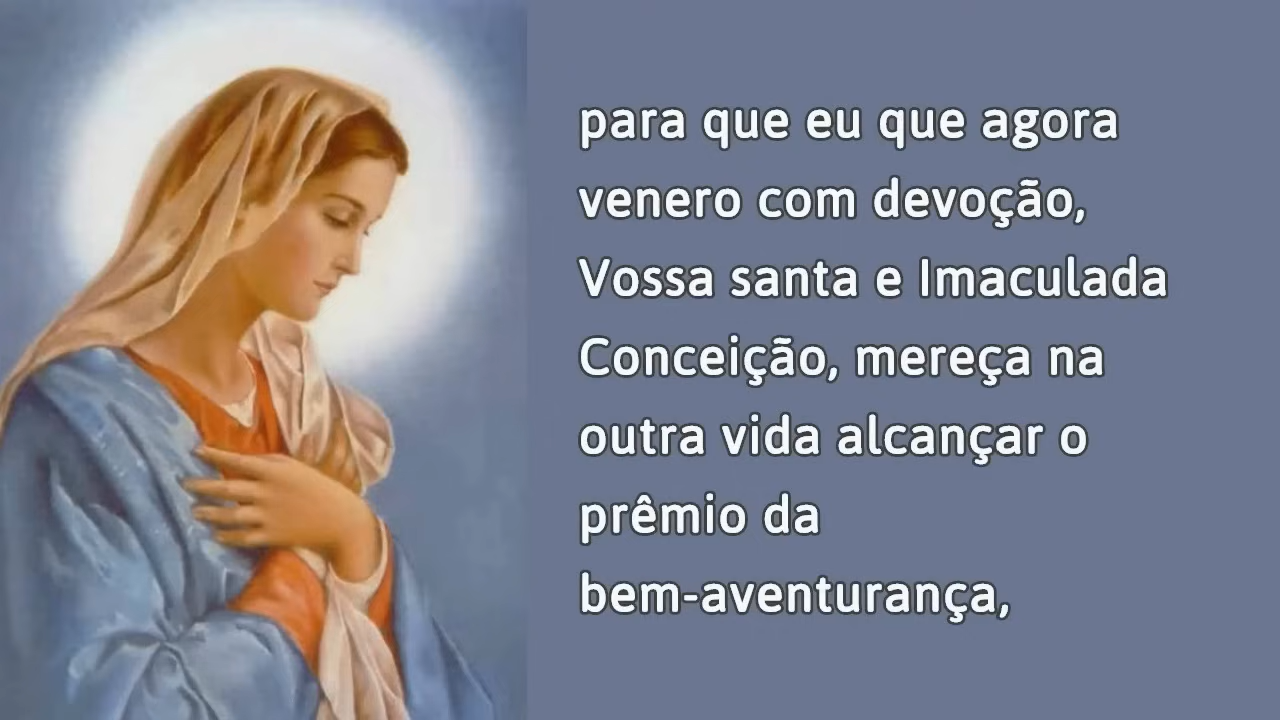 para que eu que agora
venero com devoção,
Vossa santa e Imaculada
Conceição, mereça na
outra vida alcançar o
prêmio da
bem-aventurança,